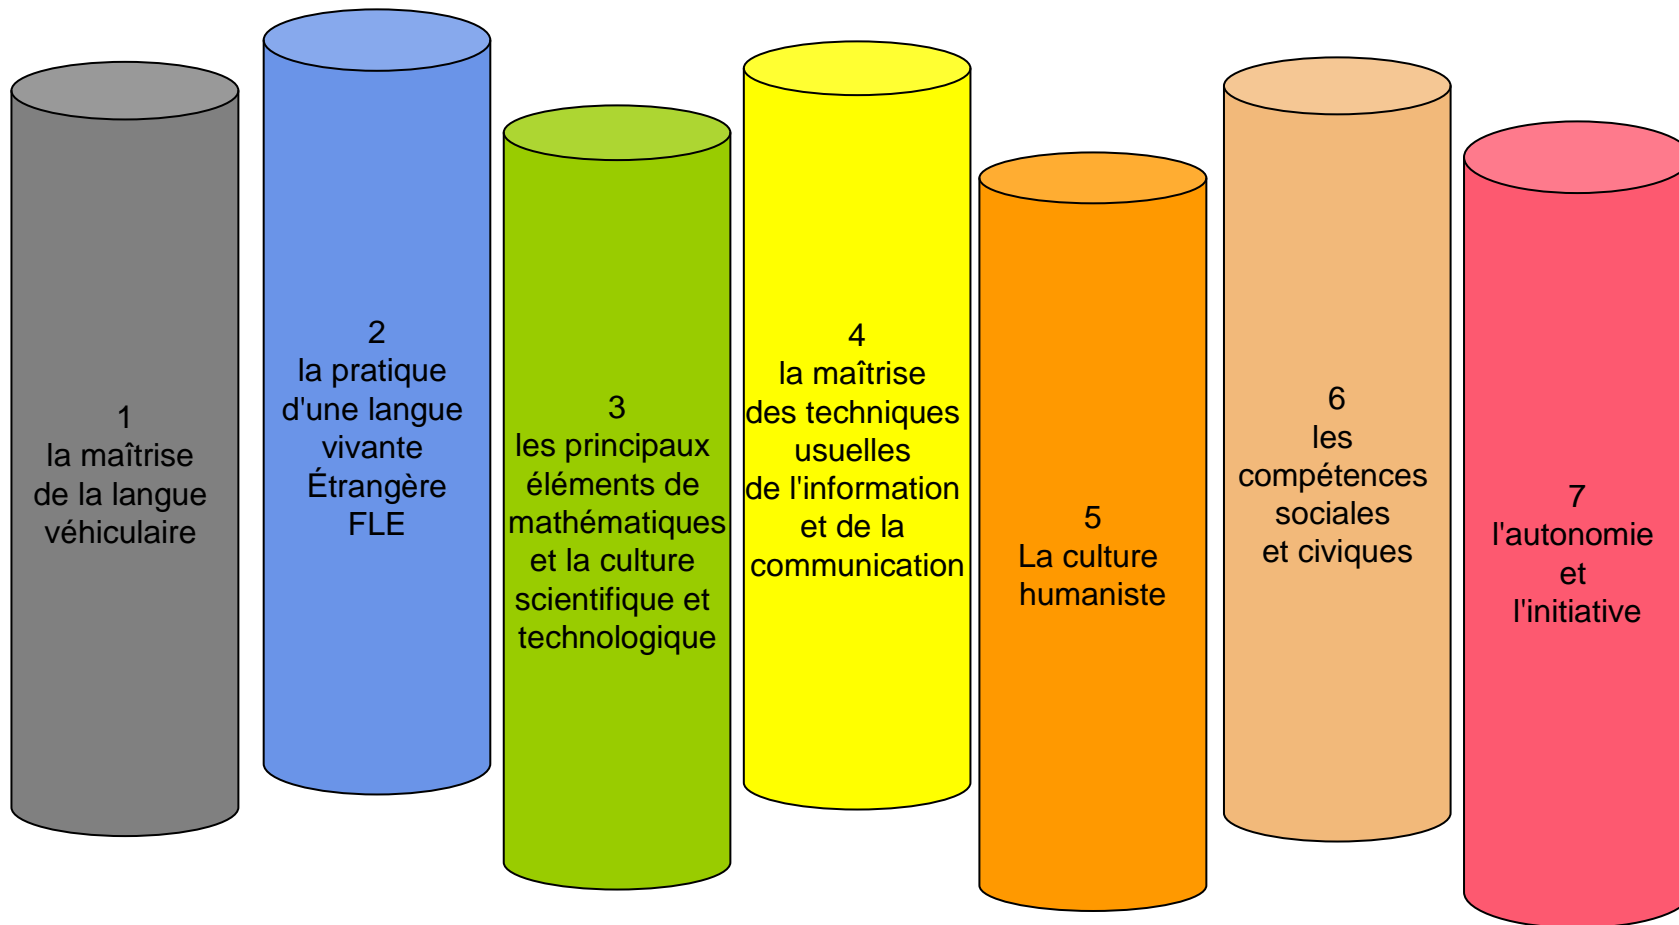 1
la maîtrise
de la langue
véhiculaire
2
la pratique
d'une langue
vivante
Étrangère
FLE
3
les principaux
éléments de
mathématiques
et la culture
scientifique et
technologique
4
la maîtrise
des techniques
usuelles
de l'information
et de la
communication
5
La culture
humaniste
6
les
compétences
sociales
et civiques
7
l'autonomie
et
l'initiative